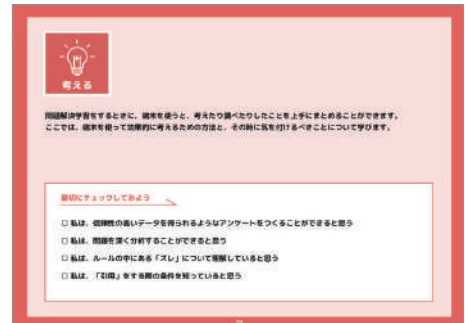 考える
問題解決学習をするときに、端末を使うと、考えたり調べたりしたことを上手にまとめることができます。
ここでは、端末を使って効果的に考えるための方法と、その時に気を付けるべきことについて学びます。
最初にチェックしてみよう
□ 私は、信頼性の高いデータを得られるようなアンケートをつくることができると思う
□ 私は、問題を深く分析することができると思う
□ 私は、ルールの中にある「ズレ」について理解していると思う
□ 私は、「引用」をする際の条件を知っていると思う